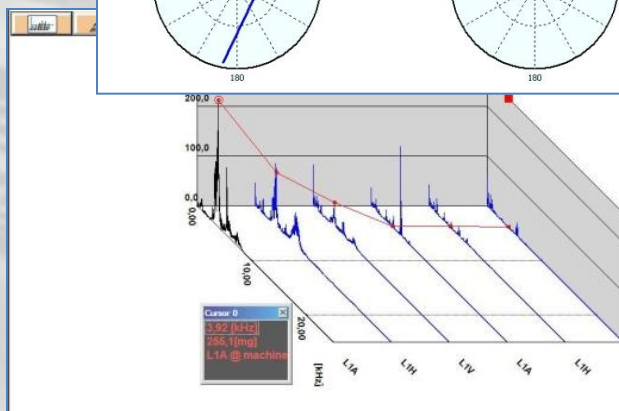 180
180
200,0
100,0
0,0
0,00
10,00
20,00
[kHz]
Cursor 0
3,92 [kHz]
255,1[mg]
L1A @ machine
L1A
L1H
L1V
L1A
L1H